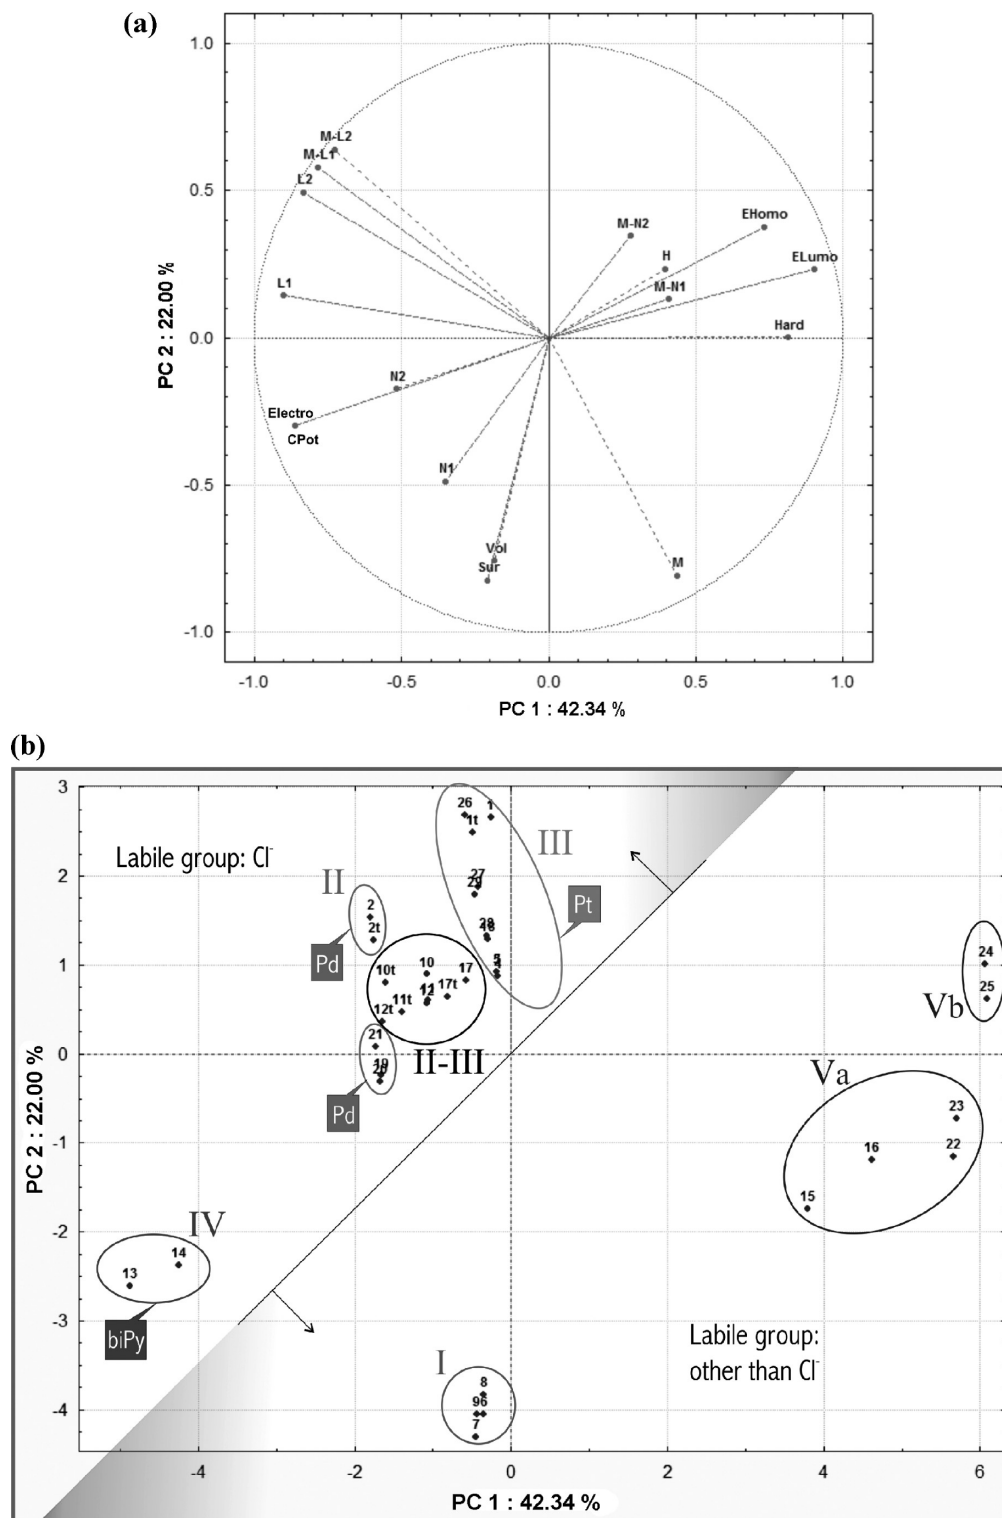 (a)
1.0
0.5
0.0
-0.5
-1.0
PC 2 : 22.00 %
M-L2
M-L1
L2
L1
M-N2
H
M-N1
EHomo
ELumo
Hard
N2
Electro
CPot
N1
Vol
Sur
M
-1.0 -0.5 0.0 0.5 1.0
PC 1 : 42.34 %
(b)
3
2
1
0
-1
-2
-3
-4
PC 2 : 22.00 %
Labile group: Cl-
26 1
1t
III
27
29
28
Pt
II
2
2t
Pd
10t 10 17
17t
11t
12t
12
II-III
21
19
20
Pd
24
25
Vb
Va
23
22
16
15
IV
14
13
biPy
I
8
9 6
7
Labile group:
other than Cl-
-4 -2 0 2 4 6
PC 1 : 42.34 %